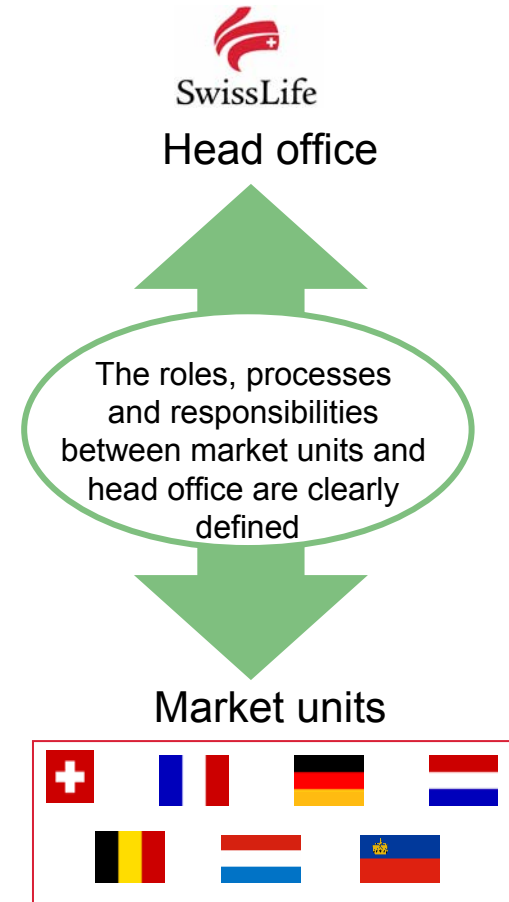 SwissLife
Head office
The roles, processes
and responsibilities
between market units and
head office are clearly
defined
Market units